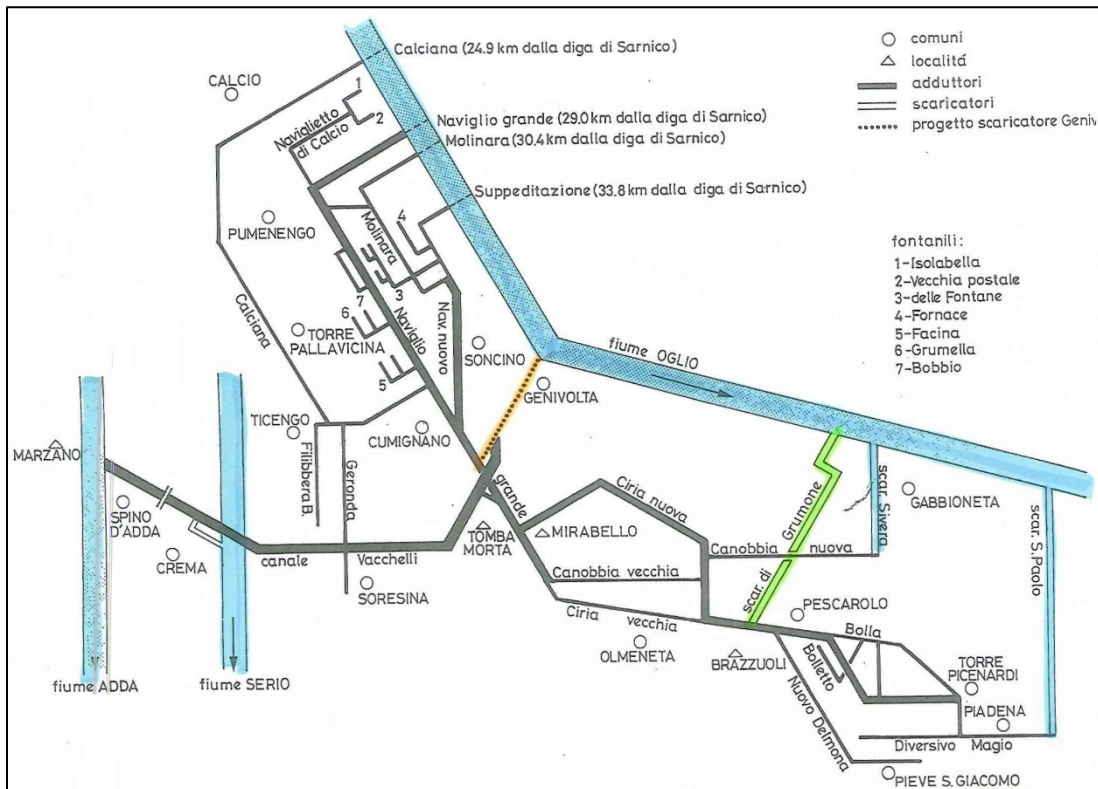 Calciana (24.9 km dalla diga di Sarnico)
Naviglio grande (29.0 km dalla diga di Sarnico)
Molinara (30.4 km dalla diga di Sarnico)
Suppeditazione (33.8 km dalla diga di Sarnico)
comuni
localitá
adduttori
scaricatori
progetto scaricatore Geniv
fontanili:
1-Isolabella
2-Vecchia postale
3-delle Fontane
4-Fornace
5-Facina
6-Grumella
7-Bobbio
CALCIO
Naviglietto
di Calcio
1
2
PUMENENGO
Molinara
4
3
7
6
5
Calciana
TORRE
PALLAVICINA
Naviglio
Nav. nuovo
SONCINO
fiume OGLIO
GENIVOLTA
TICENGO
CUMIGNANO
Filibbera B.
Geronda
MARZANO
SPINO
D'ADDA
CREMA
canale
Vacchelli
SORESINA
grande
TOMBA
MORTA
MIRABELLO
Ciria nuova
Canobbia vecchia
Canobbia nuova
Ciria vecchia
scar. di Grumone
scar. Sivera
GABBIONETA
scar. S.Paolo
OLMENETA
BRAZZUOLI
PESCAROLO
Bolla
Bolletto
TORRE
PICENARDI
PIADENA
Nuovo Delmona
Diversivo Magio
PIEVE S. GIACOMO
fiume ADDA
fiume SERIO